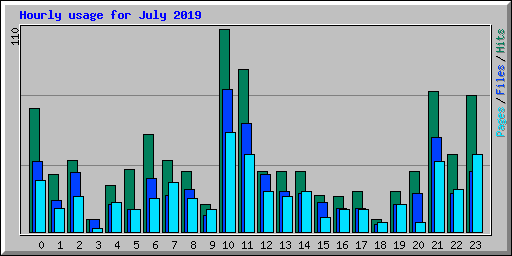 Hourly usage for July 2019
110
Pages/Files/Hits
0 1 2 3 4 5 6 7 8 9 10 11 12 13 14 15 16 17 18 19 20 21 22 23